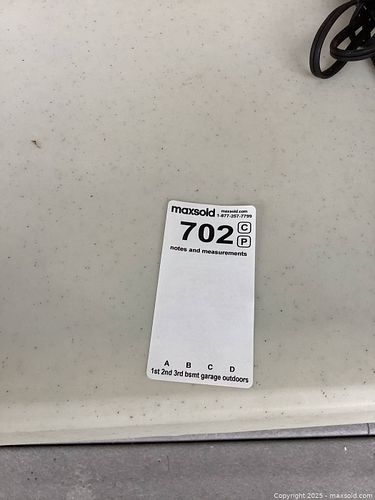 maxsold maxsold.com
1-877-257-7799
702 C
P
notes and measurements
A B C D
1st 2nd 3rd bsmt garage outdoors
Copyright 2025 - maxsold.com